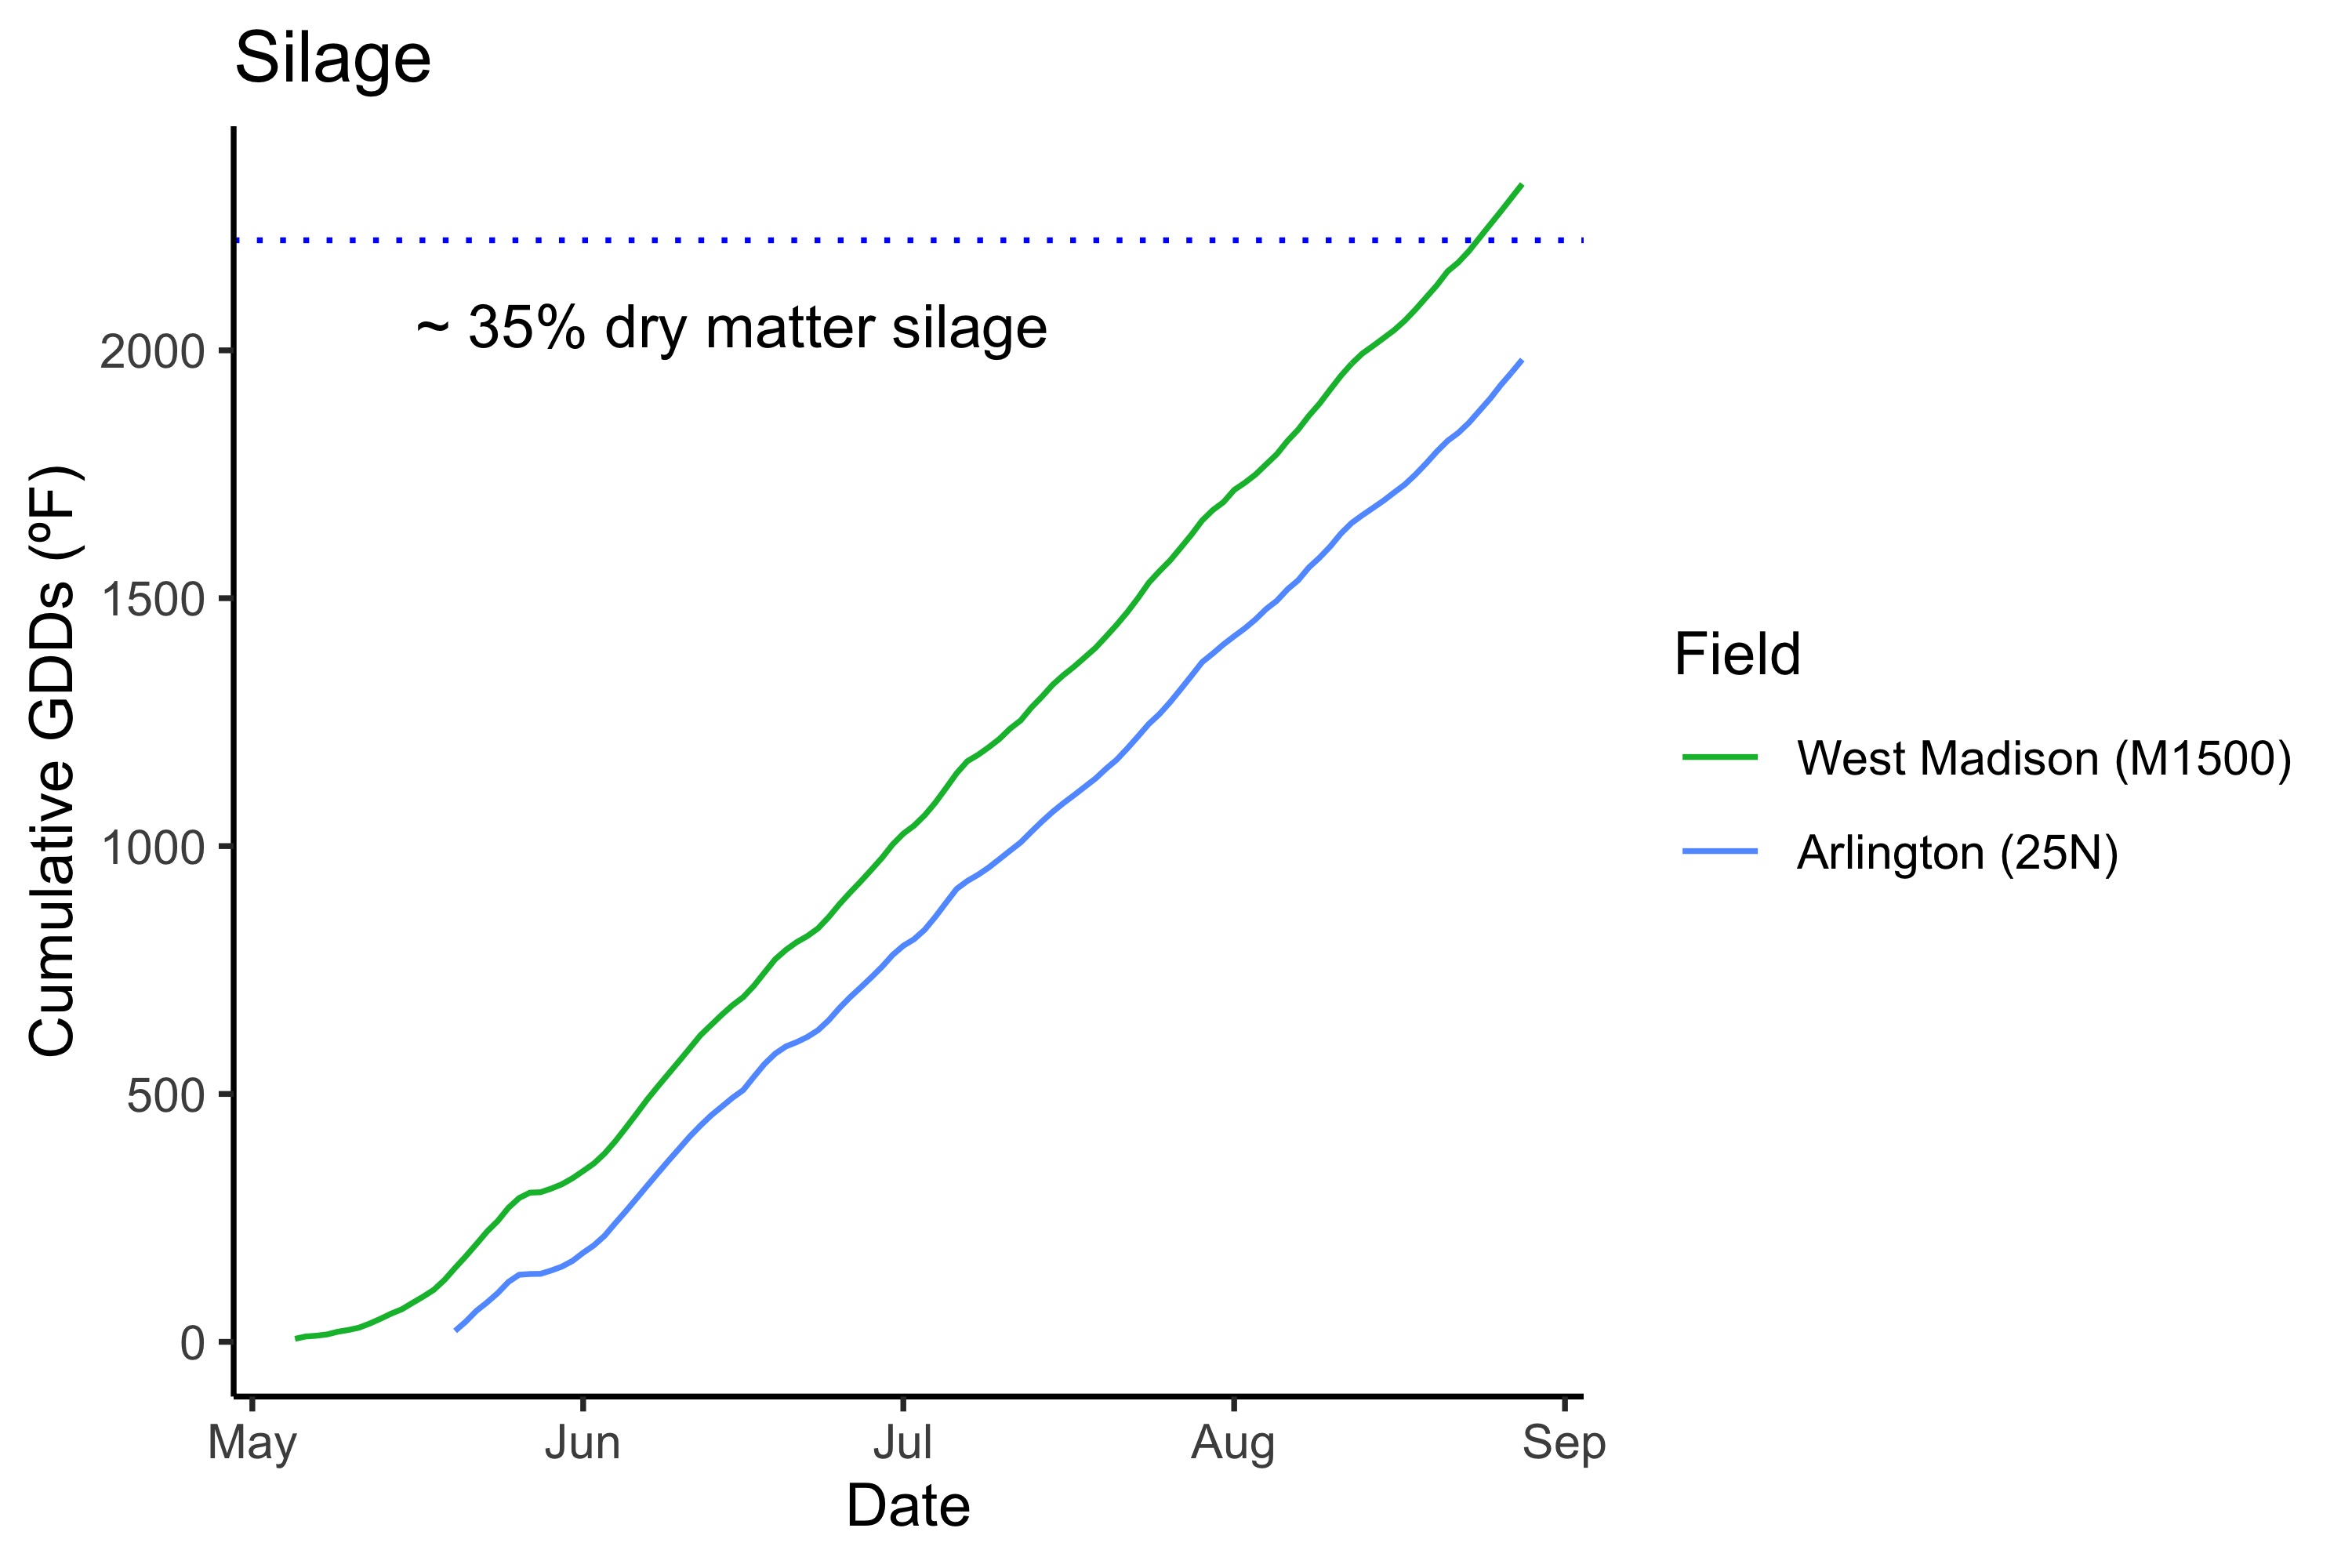 Silage
~ 35% dry matter silage
Cumulative GDDs (ºF)
2000
1500
1000
500
0
May Jun Jul Aug Sep
Date
Field
West Madison (M1500)
Arlington (25N)